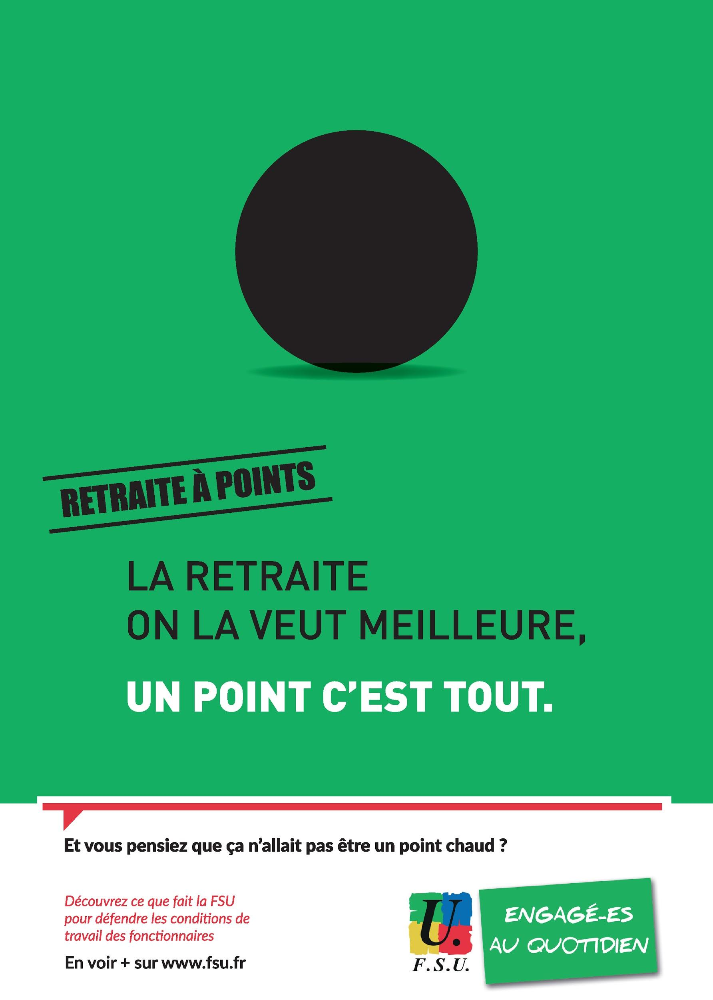 RETRAITE À POINTS
LA RETRAITE
ON LA VEUT MEILLEURE,
UN POINT C'EST TOUT.
Et vous pensiez que ça n'allait pas être un point chaud ?
Découvrez ce que fait la FSU
pour défendre les conditions de
travail des fonctionnaires
En voir + sur www.fsu.fr
U.
F.S.U.
ENGAGÉ-ES
AU QUOTIDIEN